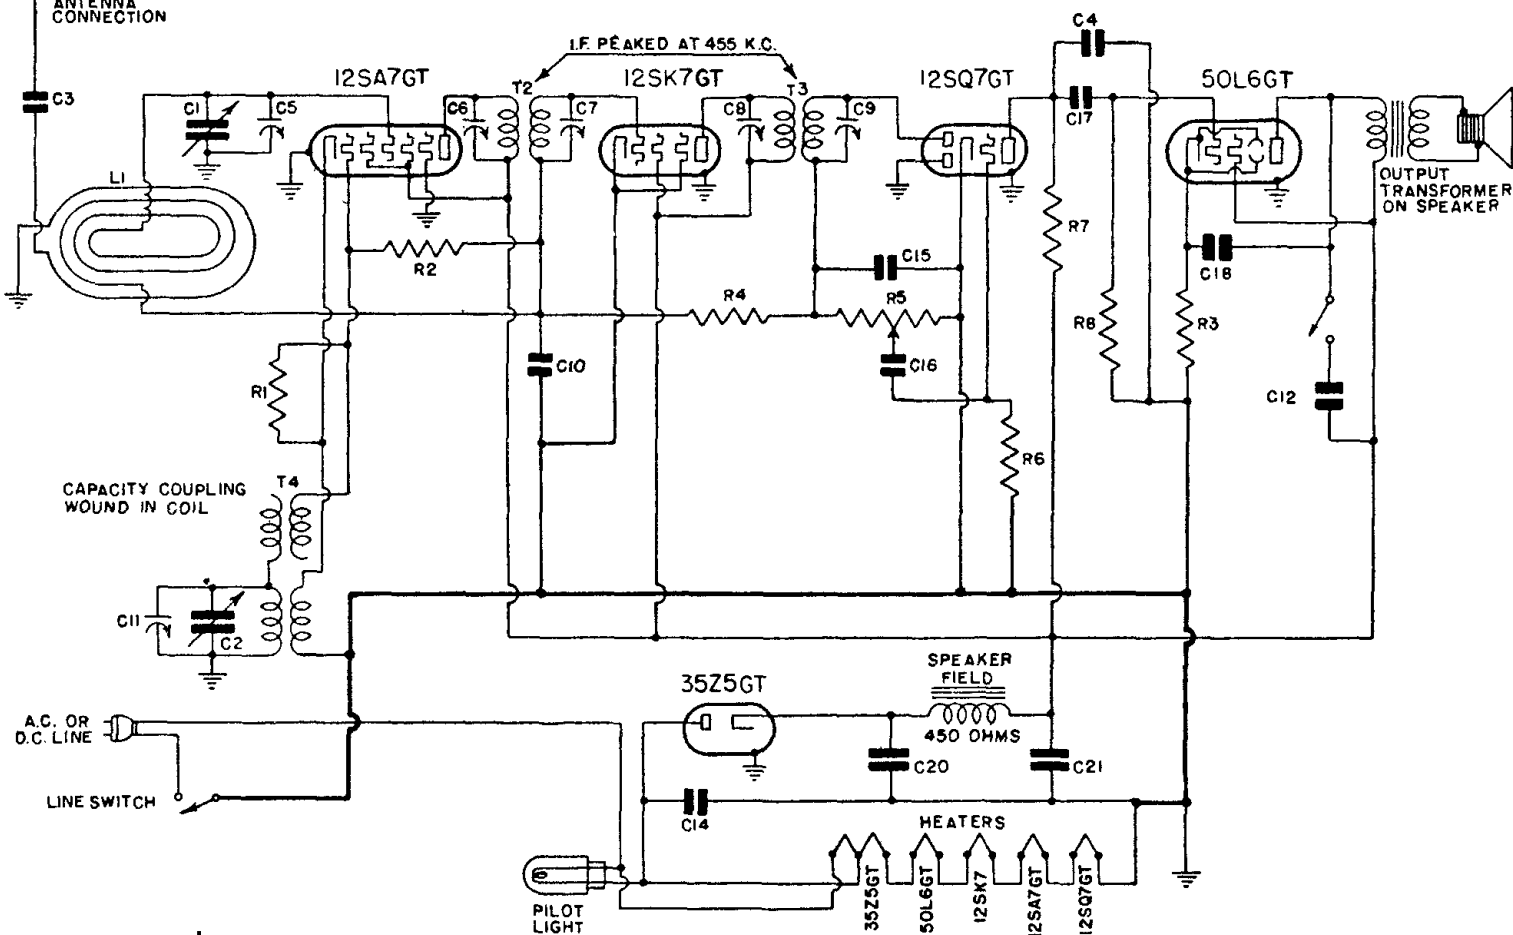 ANTENNA
CONNECTION
C4
I.F. PEAKED AT 455 K.C.
12SA7GT
T2
12SK7GT
T3
12SQ7GT
50L6GT
C3
C1
C5
C6
C7
C8
C9
C17
L1
OUTPUT
TRANSFORMER
ON SPEAKER
R7
R2
C15
C18
R4
R5
R8
R3
C10
C16
R1
C12
R6
CAPACITY COUPLING
WOUND IN COIL
T4
C11
C2
SPEAKER
FIELD
450 OHMS
35Z5GT
A.C. OR
D.C. LINE
C20
C21
LINE SWITCH
C14
HEATERS
35Z5GT
50L6GT
12SK7
12SA7GT
12SQ7GT
PILOT
LIGHT